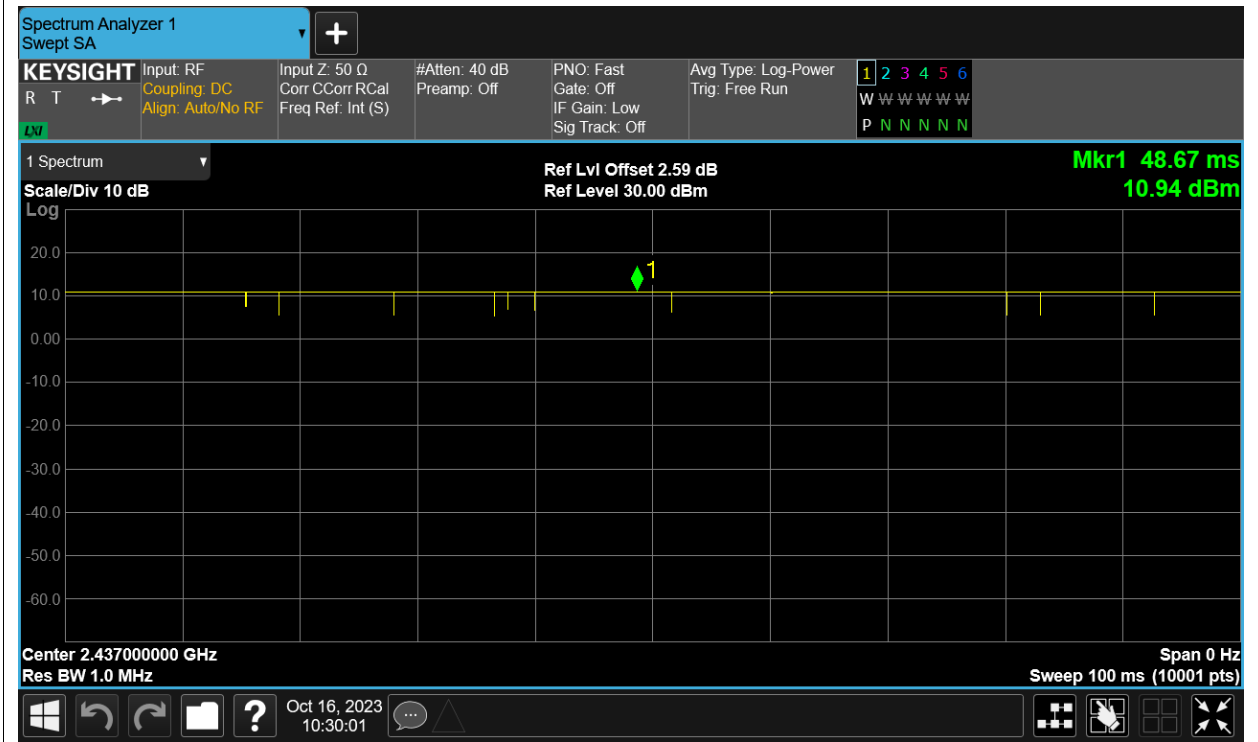 Spectrum Analyzer 1
Swept SA
KEYSIGHT
R T
LXI
Input: RF
Coupling: DC
Align: Auto/No RF
Input Z: 50 Ω
Corr CCorr RCal
Freq Ref: Int (S)
#Atten: 40 dB
Preamp: Off
PNO: Fast
Gate: Off
IF Gain: Low
Sig Track: Off
Avg Type: Log-Power
Trig: Free Run
1 2 3 4 5 6
W W W W W W
P N N N N N
1 Spectrum
Scale/Div 10 dB
Log
Ref Lvl Offset 2.59 dB
Ref Level 30.00 dBm
Mkr1 48.67 ms
10.94 dBm
1
20.0
10.0
0.00
-10.0
-20.0
-30.0
-40.0
-50.0
-60.0
Center 2.437000000 GHz
Res BW 1.0 MHz
Span 0 Hz
Sweep 100 ms (10001 pts)
?
Oct 16, 2023
10:30:01